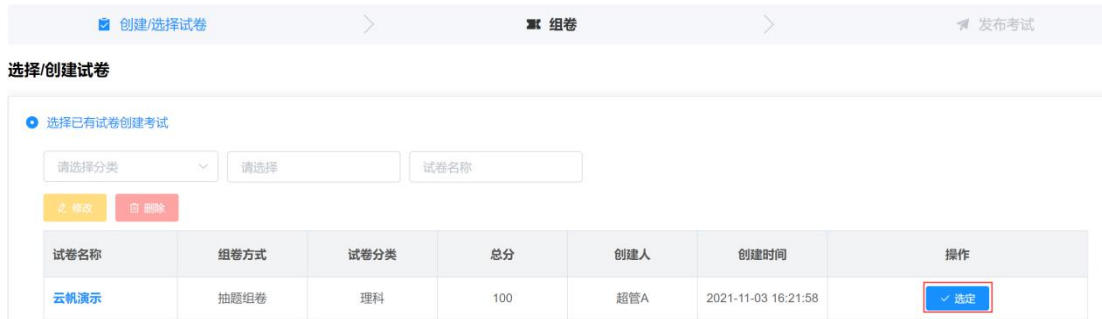 创建/选择试卷 组卷 发布考试
选择/创建试卷
选择已有试卷创建考试
请选择分类 请选择 试卷名称
修改 删除
试卷名称 组卷方式 试卷分类 总分 创建人 创建时间 操作
云帆演示 抽题组卷 理科 100 超管A 2021-11-03 16:21:58 选定